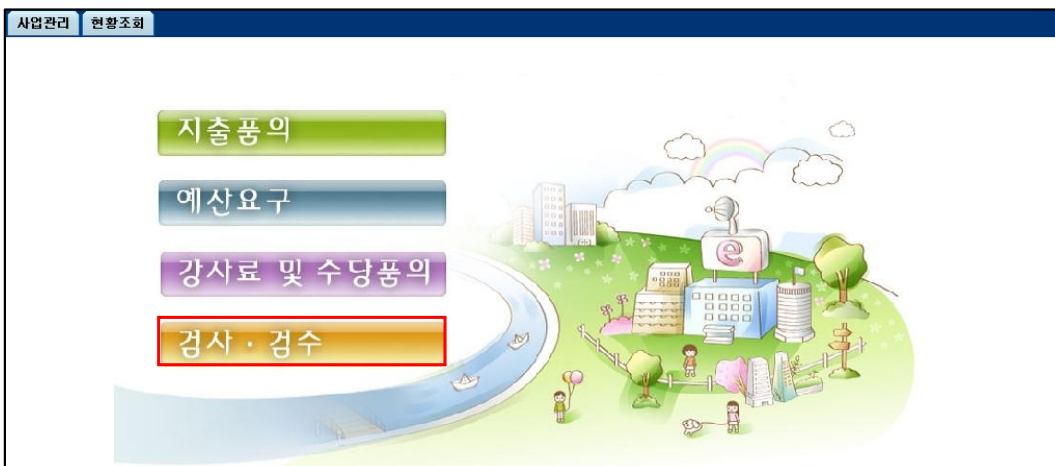 사업관리 현황조회
지출품의
예산요구
강사료 및 수당품의
검사 · 검수
e